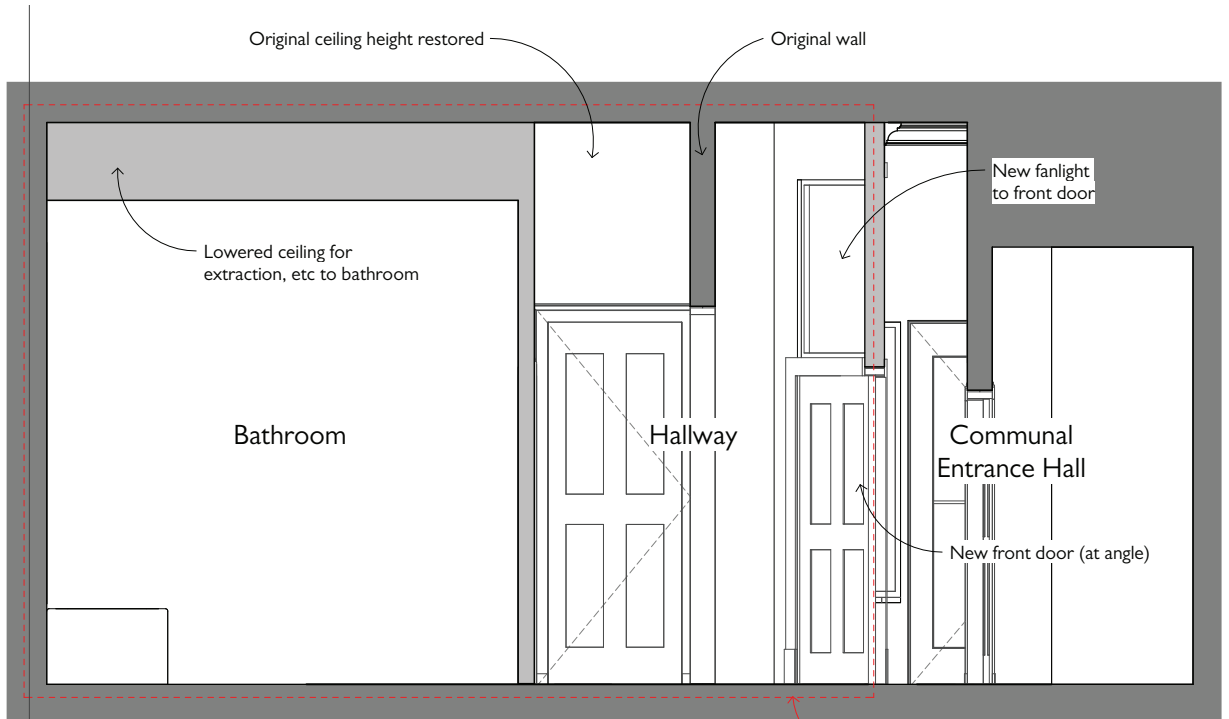 Original ceiling height restored
Original wall
New fanlight
to front door
Lowered ceiling for
extraction, etc to bathroom
Bathroom
Hallway
Communal
Entrance Hall
New front door (at angle)